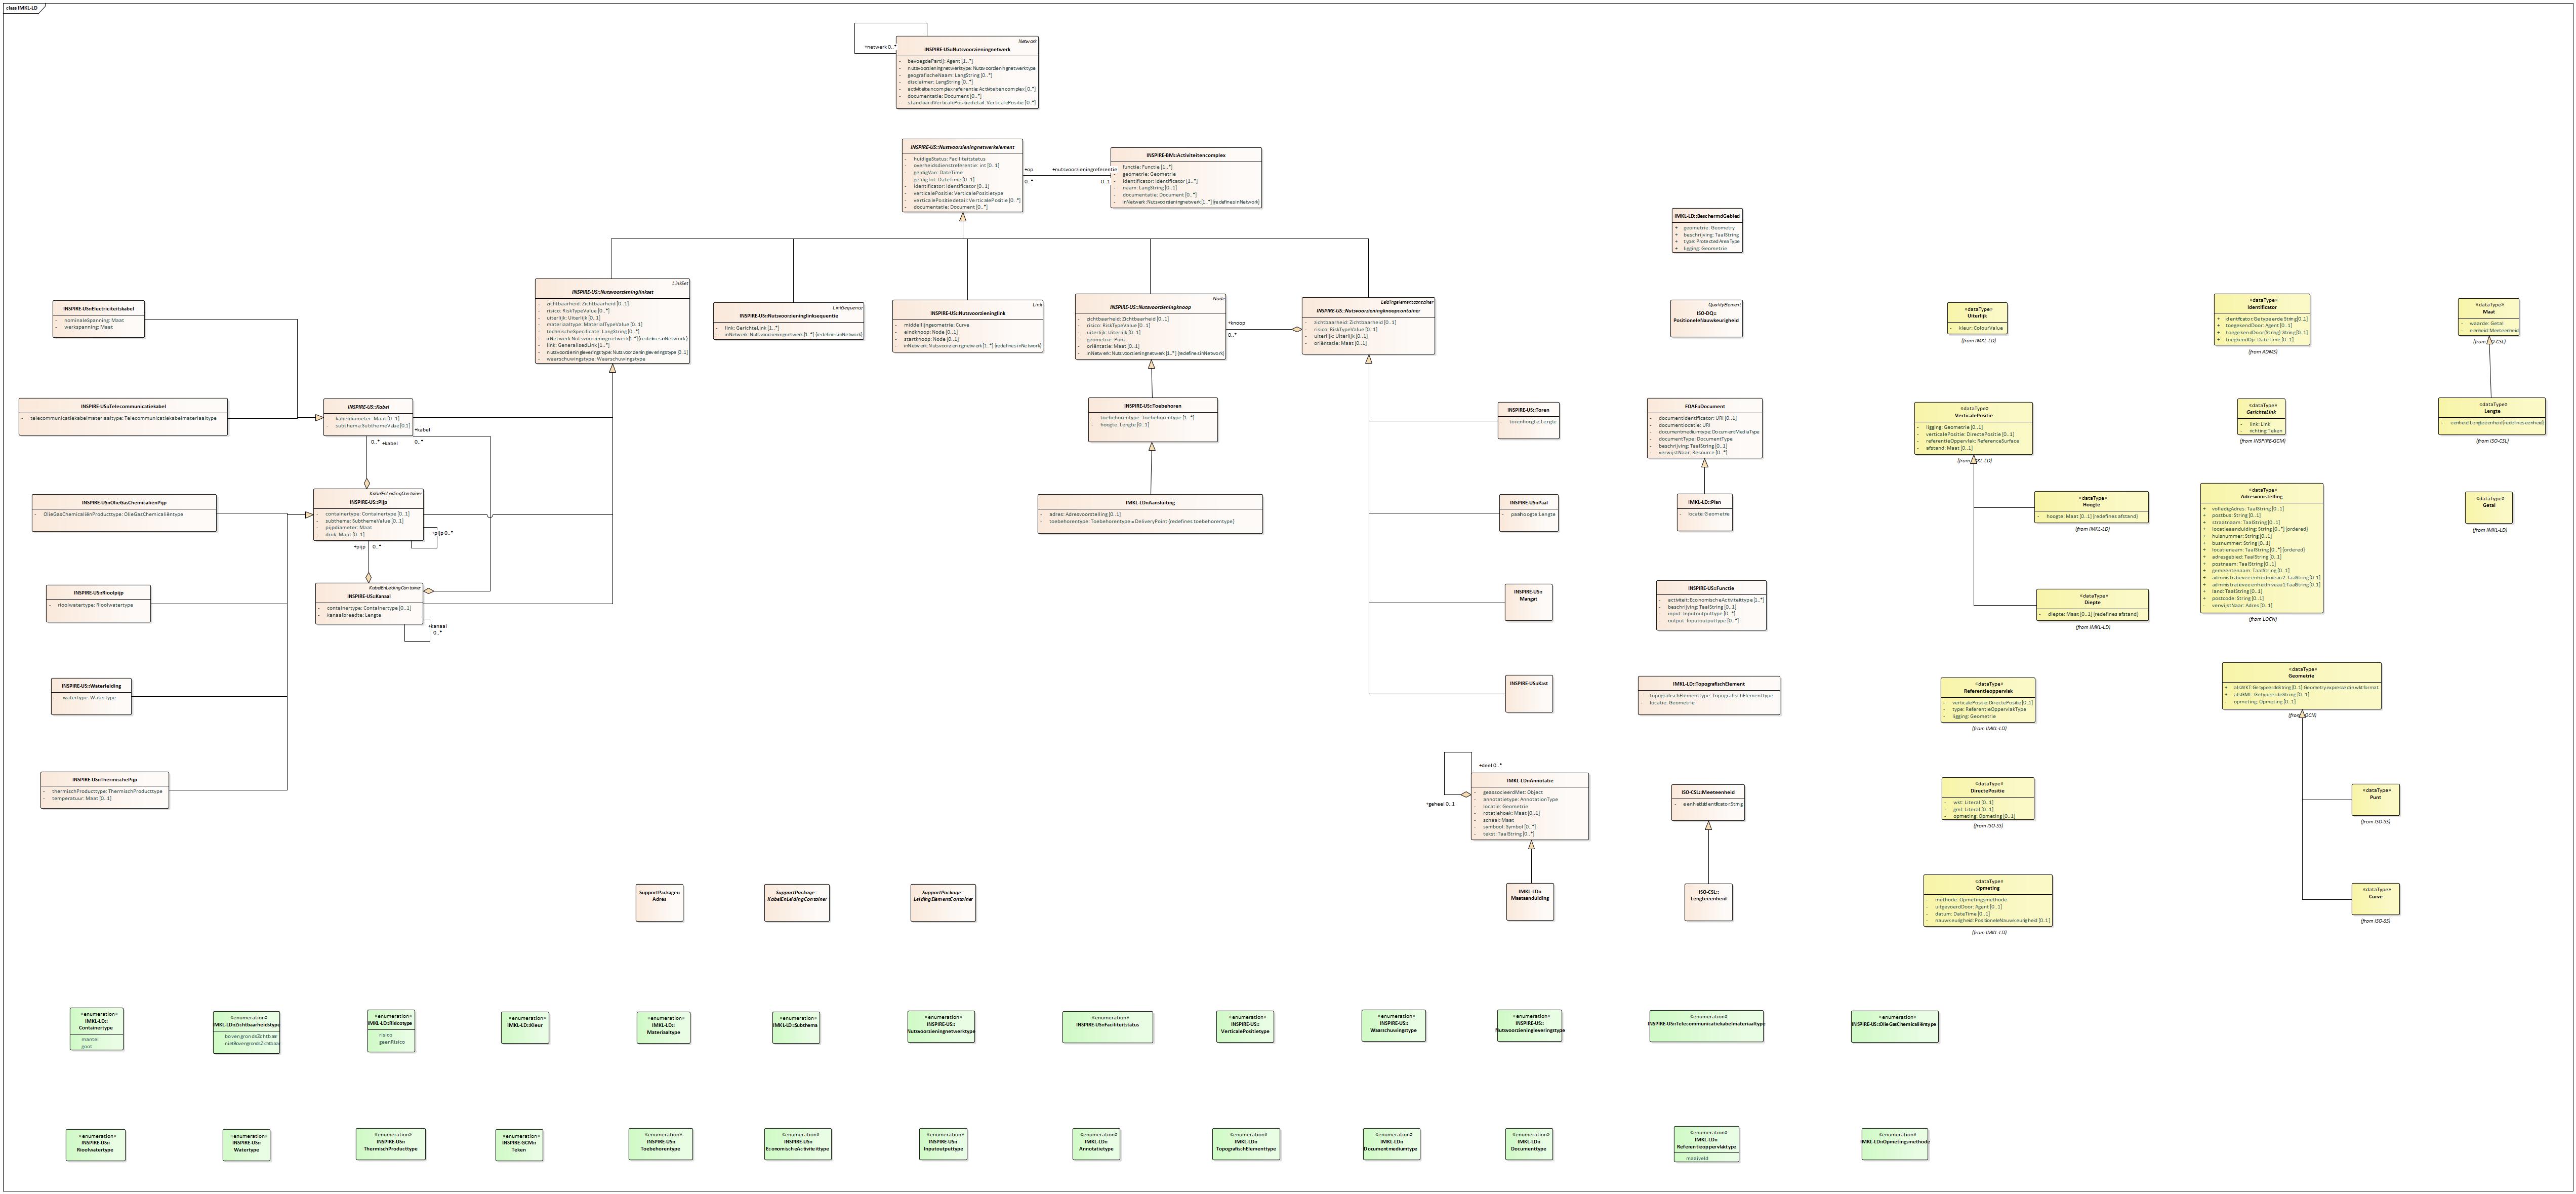 class IMKL-LD
Network
INSPIRE-US::Nutsvoorzieningnetwerk
- bevoegdePartij: Agent [1..*]
- nutsvoorzieningnetwerktype: Nutsvoorzieningnetwerktype
- geografischeNaam: LangString [0..*]
- disclaimer: LangString [0..*]
- activiteitencomplexreferentie: Activiteitencomplex [0..*]
- documentatie: Document [0..*]
- standaardVerticalePositiedetail: VerticalePositie [0..*]
+netwerk 0..*
INSPIRE-US::Nustvoorzieningnetwerkelement
- huidigeStatus: Faciliteitstatus
- overheidsdienstreferentie: int [0..1]
- geldigVan: DateTime
- geldigTot: DateTime [0..1]
- identificator: Identificator [0..1]
- verticalePositie: VerticalePositietype
- verticalePositiedetail: VerticalePositie [0..*]
- documentatie: Document [0..*]
+op
0..*
+nutsvoorzieningreferentie
0..1
INSPIRE-BM::Activiteitencomplex
- functie: Functie [1..*]
- geometrie: Geometrie
- identificator: Identificator [1..*]
- naam: LangString [0..1]
- documentatie: Document [0..*]
- inNetwerk: Nutsvoorzieningnetwerk [1..*] {redefines inNetwork}
IMKL-LD::BeschermdGebied
+ geometrie: Geometry
+ beschrijving: TaalString
+ type: ProtectedAreaType
+ ligging: Geometrie
INSPIRE-US::Electriciteitskabel
- nominaleSpanning: Maat
- werkspanning: Maat
LinkSet
INSPIRE-US::Nutsvoorzieninglinkset
- zichtbaarheid: Zichtbaarheid [0..1]
- risico: RiskTypeValue [0..*]
- uiterlijk: Uiterlijk [0..1]
- materiaaltype: MaterialTypeValue [0..1]
- technischeSpecificatie: LangString [0..*]
- inNetwerk: Nutsvoorzieningnetwerk [1..*] {redefines inNetwork}
- link: GeneralisedLink [1..*]
- nutsvoorzieningleveringstype: Nutsvoorzieningleveringstype [0..1]
- waarschuwingstype: Waarschuwingstype
LinkSequence
INSPIRE-US::Nutsvoorzieninglinksequentie
- link: GerichteLink [1..*]
- inNetwerk: Nutsvoorzieningnetwerk [1..*] {redefines inNetwork}
Link
INSPIRE-US::Nutsvoorzieninglink
- middellijngeometrie: Curve
- eindknoop: Node [0..1]
- startknoop: Node [0..1]
- inNetwerk: Nutsvoorzieningnetwerk [1..*] {redefines inNetwork}
Node
INSPIRE-US::Nutsvoorzieningknoop
- zichtbaarheid: Zichtbaarheid [0..1]
- risico: RiskTypeValue [0..1]
- uiterlijk: Uiterlijk [0..1]
- geometrie: Punt
- oriëntatie: Maat [0..1]
- inNetwerk: Nutsvoorzieningnetwerk [1..*] {redefines inNetwork}
+knoop
0..*
Leidingelementcontainer
INSPIRE-US::Nutsvoorzieningknoopcontainer
- zichtbaarheid: Zichtbaarheid [0..1]
- risico: RiskTypeValue [0..1]
- uiterlijk: Uiterlijk [0..1]
- oriëntatie: Maat [0..1]
QualityElement
ISO-DQ::
PositioneleNauwkeurigheid
«dataType»
Uiterlijk
- kleur: ColourValue
(from IMKL-LD)
«dataType»
Identificator
+ identificator: Getypeerde String[0..1]
+ toegekendDoor: Agent [0..1]
+ toegekendDoor(String): String [0..1]
+ toegkendOp: DateTime [0..1]
(from ADMS)
«dataType»
Maat
- waarde: Getal
- eenheid: Meeteenheid
INSPIRE-US::Telecommunicatiekabel
- telecommunicatiekabelmateriaaltype: Telecommunicatiekabelmateriaaltype
INSPIRE-US::Kabel
- kabeldiameter: Maat [0..1]
- subthema: SubthemaValue [0..1]
0..* +kabel
+kabel
0..*
INSPIRE-US::Toebehoren
- toebehorentype: Toebehorentype [1..*]
- hoogte: Lengte [0..1]
INSPIRE-US::Toren
- torenhoogte: Lengte
FOAF::Document
- documentidentificator: URI [0..1]
- documentlocatie: URI
- documentmediumtype: DocumentMediaType
- documentType: DocumentType
- beschrijving: TaalString [0..1]
- verwijstNaar: Resource [0..*]
«dataType»
VerticalePositie
- ligging: Geometrie [0..1]
- verticalePositie: DirectePositie [0..1]
- referentieOppervlak: ReferenceSurface
- afstand: Maat [0..1]
«dataType»
GerichteLink
- link: Link
- richting: Teken
(from INSPIRE-GCM)
«dataType»
Lengte
- eenheid: Lengteëenheid {redefines eenheid}
(from ISO-CSL)
INSPIRE-US::OlieGasChemicaliënPijp
- OlieGasChemicaliënProducttype: OlieGasChemicaliëntype
KabelEnLeidingContainer
INSPIRE-US::Pijp
- containertype: Containertype [0..1]
- subthema: SubthemaValue [0..1]
- pijpdiameter: Maat
- druk: Maat [0..1]
+pijp 0..*
+pijp 0..*
IMKL-LD::Aansluiting
- adres: Adresvoorstelling [0..1]
- toebehorentype: Toebehorentype = DeliveryPoint {redefines toebehorentype}
INSPIRE-US::Paal
- paalhoogte: Lengte
IMKL-LD::Plan
- locatie: Geometrie
«dataType»
Hoogte
- hoogte: Maat [0..1] {redefines afstand}
(from IMKL-LD)
«dataType»
Adresvoorstelling
+ volledigAdres: TaalString [0..1]
+ postbus: String [0..1]
+ straatnaam: TaalString [0..1]
+ locatieaanduiding: String [0..*] {ordered}
+ huisnummer: String [0..1]
+ busnummer: String [0..1]
+ locatienaam: TaalString [0..*] {ordered}
+ adresgebied: TaalString [0..1]
+ postnaam: TaalString [0..1]
+ gemeentenaam: TaalString [0..1]
+ administratieveeenheidniveau2: TaalString [0..1]
+ administratieveeenheidniveau1: TaalString [0..1]
+ land: TaalString [0..1]
+ postcode: String [0..1]
- verwijstNaar: Adres [0..1]
(from LOCN)
«dataType»
Getal
(from IMKL-LD)
INSPIRE-US::Rioolpijp
- rioolwatertype: Rioolwatertype
KabelEnLeidingContainer
INSPIRE-US::Kanaal
- containertype: Containertype [0..1]
- kanaalbreedte: Lengte
+kanaal
0..*
INSPIRE-US::
Mangat
INSPIRE-US::Functie
- activiteit: EconomischeActiviteittype [1..*]
- beschrijving: TaalString [0..1]
- input: Inputoutputtype [0..*]
- output: Inputoutputtype [0..*]
«dataType»
Diepte
- diepte: Maat [0..1] {redefines afstand}
(from IMKL-LD)
INSPIRE-US::Waterleiding
- watertype: Watertype
INSPIRE-US::Kast
IMKL-LD::TopografischElement
- topografischElementtype: TopografischElementtype
- locatie: Geometrie
«dataType»
Referentieoppervlak
- verticalePositie: DirectePositie [0..1]
- type: ReferentieOppervlakType
- ligging: Geometrie
(from IMKL-LD)
«dataType»
Geometrie
+ alsWKT: GetypeerdeString [0..1] Geometry expressed in wkt format.
+ alsGML: GetypeerdeString [0..1]
- opmeting: Opmeting [0..1]
INSPIRE-US::ThermischePijp
- thermischProducttype: ThermischProducttype
- temperatuur: Maat [0..1]
+deel 0..*
+geheel 0..1
IMKL-LD::Annotatie
- geassocieerdMet: Object
- annotatietype: AnnotationType
- locatie: Geometrie
- rotatiehoek: Maat [0..1]
- schaal: Maat
- symbool: Symbol [0..*]
- tekst: TaalString [0..*]
ISO-CSL::Meeteenheid
- eenheidsidentificator: String
«dataType»
DirectePositie
- wkt: Literal [0..1]
- gml: Literal [0..1]
- opmeting: Opmeting [0..1]
(from ISO-SS)
«dataType»
Punt
(from ISO-SS)
SupportPackage::
Adres
SupportPackage::
KabelEnLeidingContainer
SupportPackage::
LeidingElementContainer
IMKL-LD::
Maataanduiding
ISO-CSL::
Lengteëenheid
«dataType»
Opmeting
- methode: Opmetingsmethode
- uitgevoerdDoor: Agent [0..1]
- datum: DateTime [0..1]
- nauwkeurigheid: PositioneleNauwkeurigheid [0..1]
(from IMKL-LD)
«dataType»
Curve
(from ISO-SS)
«enumeration»
IMKL-LD::
Containertype
mantel
goot
«enumeration»
IMKL-LD::Zichtbaarheidstype
bovengrondsZichtbaar
nietBovengrondsZichtbaar
«enumeration»
IMKL-LD::Risicotype
risico
geenRisico
«enumeration»
IMKL-LD::Kleur
«enumeration»
IMKL-LD::
Materiaaltype
«enumeration»
IMKL-LD::Subthema
«enumeration»
INSPIRE-US::
Nutsvoorzieningnetwerktype
«enumeration»
INSPIRE-US::Faciliteitstatus
«enumeration»
INSPIRE-US::
VerticalePositietype
«enumeration»
INSPIRE-US::
Waarschuwingstype
«enumeration»
INSPIRE-US::
Nutsvoorzieningleveringstype
«enumeration»
INSPIRE-US::Telecommunicatiekabelmateriaaltype
«enumeration»
INSPIRE-US::OlieGasChemicaliëntype
«enumeration»
INSPIRE-US::
Rioolwatertype
«enumeration»
INSPIRE-US::
Watertype
«enumeration»
INSPIRE-US::
ThermischProducttype
«enumeration»
INSPIRE-GCM::
Teken
«enumeration»
INSPIRE-US::
Toebehorentype
«enumeration»
INSPIRE-US::
EconomischeActiviteittype
«enumeration»
INSPIRE-US::
Inputoutputtype
«enumeration»
IMKL-LD::
Annotatietype
«enumeration»
IMKL-LD::
TopografischElementtype
«enumeration»
IMKL-LD::
Documentmediumtype
«enumeration»
IMKL-LD::
Documenttype
«enumeration»
IMKL-LD::
Referentieoppervlaktype
maaiveld
«enumeration»
IMKL-LD::Opmetingsmethode